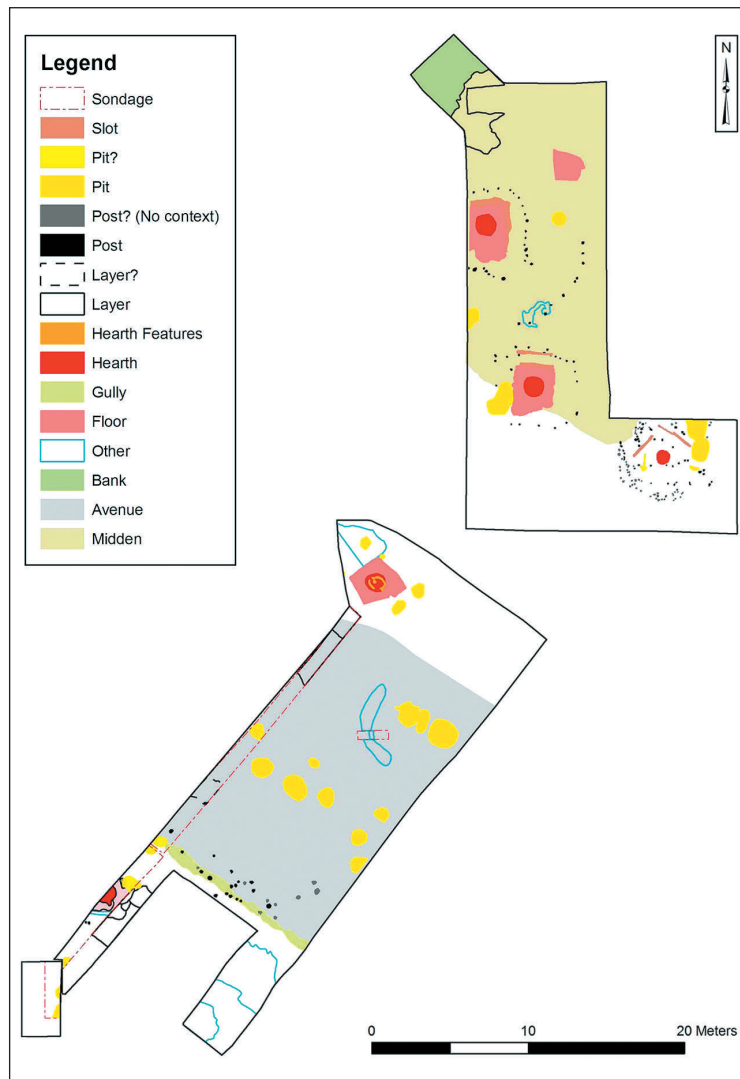 N
Legend
Sondage
Slot
Pit?
Pit
Post? (No context)
Post
Layer?
Layer
Hearth Features
Hearth
Gully
Floor
Other
Bank
Avenue
Midden
0 10 20 Meters